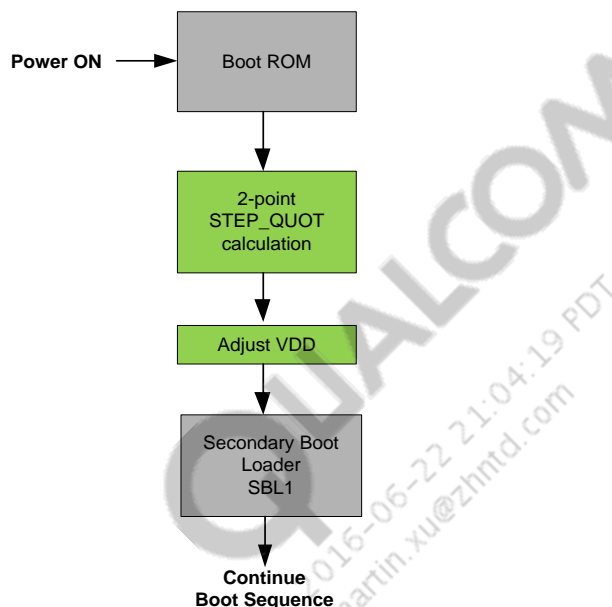 Power ON
Boot ROM
2-point
STEP_QUOT
calculation
Adjust VDD
Secondary Boot
Loader
SBL1
Continue
Boot Sequence
QUALCOM
2016-06-22 21:04:19 PDT
martin.xu@zhntd.com